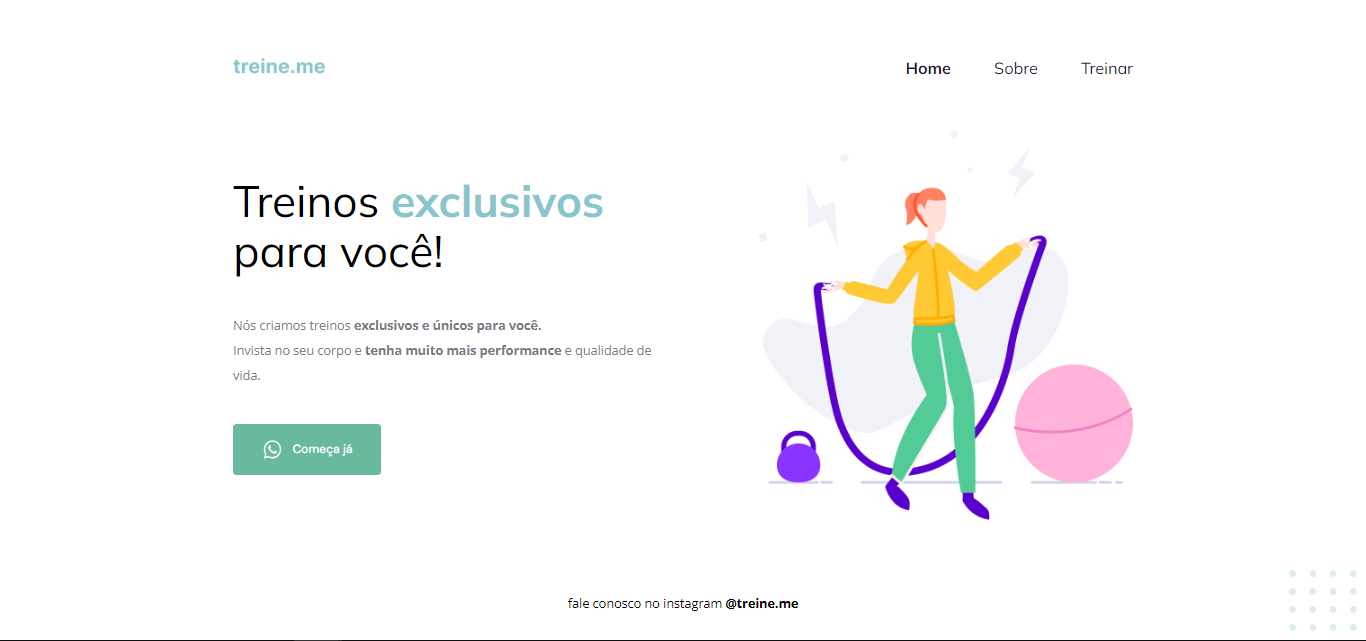 treine.me
Home Sobre Treinar
Treinos exclusivos
para você!
Nós criamos treinos exclusivos e únicos para você.
Invista no seu corpo e tenha muito mais performance e qualidade de
vida.
Começa já
fale conosco no instagram @treine.me